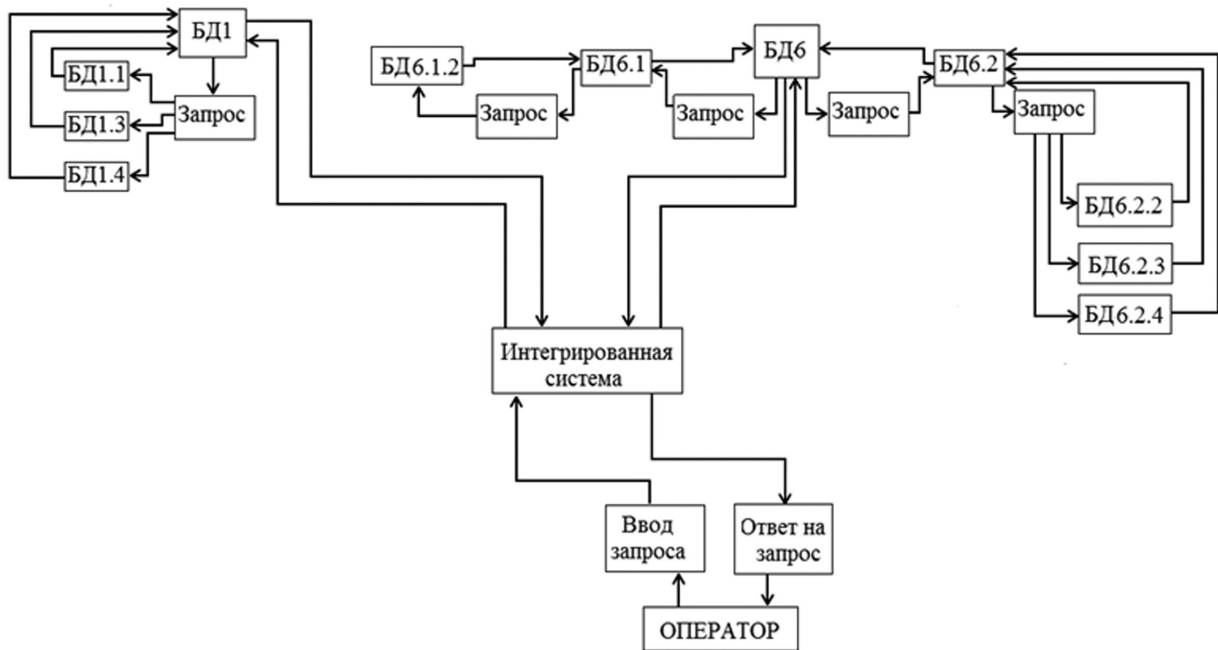 БД1
БД1.1
БД1.3
БД1.4
Запрос
БД6.1.2
БД6.1
БД6
БД6.2
Запрос
Запрос
Запрос
Запрос
БД6.2.2
БД6.2.3
БД6.2.4
Интегрированная
система
Ввод
запроса
Ответ на
запрос
ОПЕРАТОР